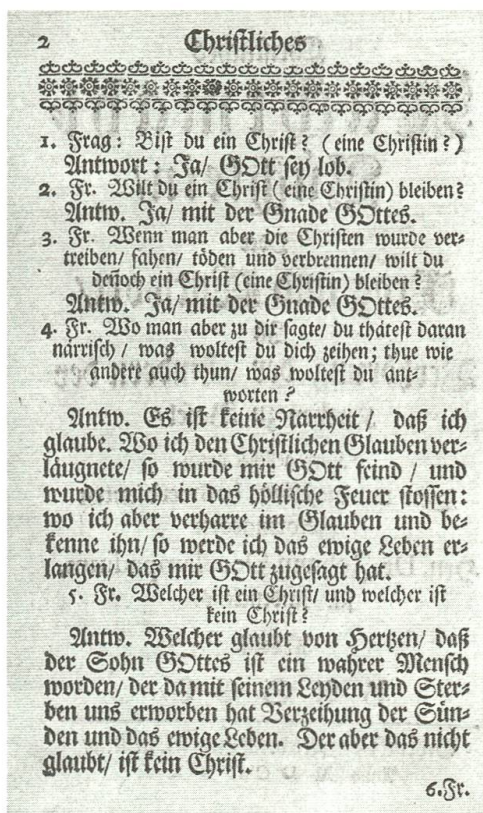 2 Christliches
1. Frag: Bist du ein Christ? (eine Christin?)
Antwort: Ja/ GOtt sey lob.
2. Fr. Wilt du ein Christ (eine Christin) bleiben?
Antw. Ja/ mit der Gnade GOttes.
3. Fr. Wenn man aber die Christen wurde ver-
treiben/ fahen/ töden und verbrennen/ wilt du
deñoch ein Christ (eine Christin) bleiben?
Antw. Ja/ mit der Gnade GOttes.
4. Fr. Wo man aber zu dir sagte/ du thätest daran
närrisch/ was woltest du dich zeihen; thue wie
andere auch thun/ was woltest du ant-
worten?
Antw. Es ist keine Narrheit/ daß ich
glaube. Wo ich den Christlichen Glauben ver-
läugnete/ so wurde mir GOtt feind/ und
wurde mich in das höllische Feuer stossen:
wo ich aber verharre im Glauben und be-
kenne ihn/ so werde ich das ewige Leben er-
langen/ das mir GOtt zugesagt hat.
5. Fr. Welcher ist ein Christ/ und welcher ist
kein Christ?
Antw. Welcher glaubt von Hertzen/ daß
der Sohn GOttes ist ein wahrer Mensch
worden/ der da mit seinem Leyden und Ster-
ben uns erworben hat Verzeihung der Sün-
den und das ewige Leben. Der aber das nicht
glaubt/ ist kein Christ.
6. Fr.